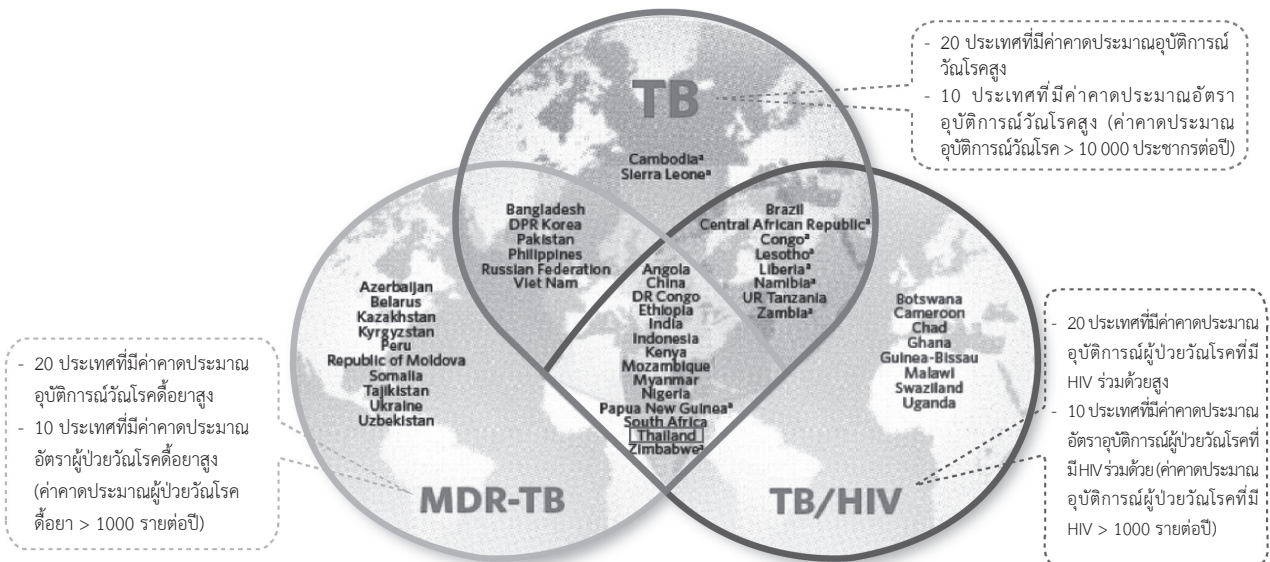 - 20 ประเทศที่มีค่าคาดประมาณอุบัติการณ์
วัณโรคสูง
- 10 ประเทศที่มีค่าคาดประมาณอัตรา
อุบัติการณ์วัณโรคสูง (ค่าคาดประมาณ
อุบัติการณ์วัณโรค > 10 000 ประชากรต่อปี)
TB
Cambodiaᵃ
Sierra Leoneᵃ
Bangladesh
DPR Korea
Pakistan
Philippines
Russian Federation
Viet Nam
Brazil
Central African Republicᵃ
Congoᵃ
Lesothoᵃ
Liberiaᵃ
Namibiaᵃ
UR Tanzania
Zambiaᵃ
Angola
China
DR Congo
Ethiopia
India
Indonesia
Kenya
Mozambique
Myanmar
Nigeria
Papua New Guineaᵃ
South Africa
Thailand
Zimbabweᵃ
Azerbaijan
Belarus
Kazakhstan
Kyrgyzstan
Peru
Republic of Moldova
Somalia
Tajikistan
Ukraine
Uzbekistan
Botswana
Cameroon
Chad
Ghana
Guinea-Bissau
Malawi
Swaziland
Uganda
- 20 ประเทศที่มีค่าคาดประมาณ
อุบัติการณ์วัณโรคดื้อยาสูง
- 10 ประเทศที่มีค่าคาดประมาณ
อัตราผู้ป่วยวัณโรคดื้อยาสูง
(ค่าคาดประมาณผู้ป่วยวัณโรค
ดื้อยา > 1000 รายต่อปี)
MDR-TB
TB/HIV
- 20 ประเทศที่มีค่าคาดประมาณ
อุบัติการณ์ผู้ป่วยวัณโรคที่มี
HIV ร่วมด้วยสูง
- 10 ประเทศที่มีค่าคาดประมาณ
อัตราอุบัติการณ์ผู้ป่วยวัณโรคที่
มีHIVร่วมด้วย (ค่าคาดประมาณ
อุบัติการณ์ผู้ป่วยวัณโรคที่มี
HIV > 1000 รายต่อปี)